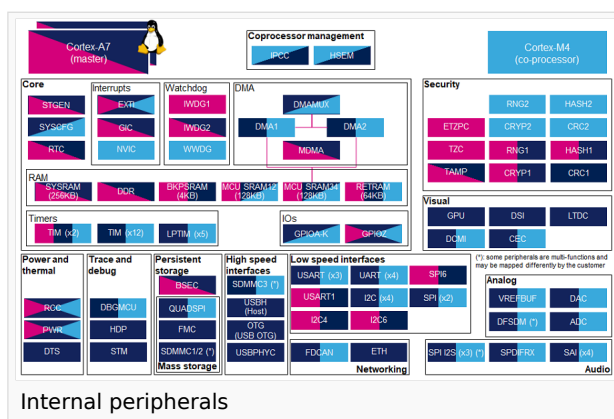 Cortex-A7
(master)
Coprocessor management
IPCC
HSEM
Cortex-M4
(co-processor)
Core
STGEN
SYSCFG
RTC
Interrupts
EXTI
GIC
NVIC
Watchdog
IWDG1
IWDG2
WWDG
DMA
DMAMUX
DMA1
DMA2
MDMA
Security
RNG2
HASH2
ETZPC
CRYP2
CRC2
TZC
RNG1
HASH1
TAMP
CRYP1
CRC1
RAM
SYSRAM
(256KB)
DDR
BKPSRAM
(4KB)
MCU SRAM12
(128KB)
MCU SRAM34
(128KB)
RETRAM
(64KB)
Timers
TIM (x2)
TIM (x12)
LPTIM (x5)
IOs
GPIOA-K
GPIOZ
Visual
GPU
DSI
LTDC
DCMI
CEC
(*): some peripherals are multi-functions and
may be mapped differently by the customer
Power and
thermal
RCC
PWR
DTS
Trace and
debug
DBGMCU
HDP
STM
Persistent
storage
BSEC
QUADSPI
FMC
SDMMC1/2 (*)
Mass storage
High speed
interfaces
SDMMC3 (*)
USBH
(Host)
OTG
(USB OTG)
USBPHYC
Low speed interfaces
USART (x3)
UART (x4)
SPI6
USART1
I2C (x4)
SPI (x2)
I2C4
I2C6
FDCAN
ETH
Networking
Analog
VREFBUF
DAC
DFSDM (*)
ADC
SPI I2S (x3) (*)
SPDIFRX
SAI (x4)
Audio
Internal peripherals